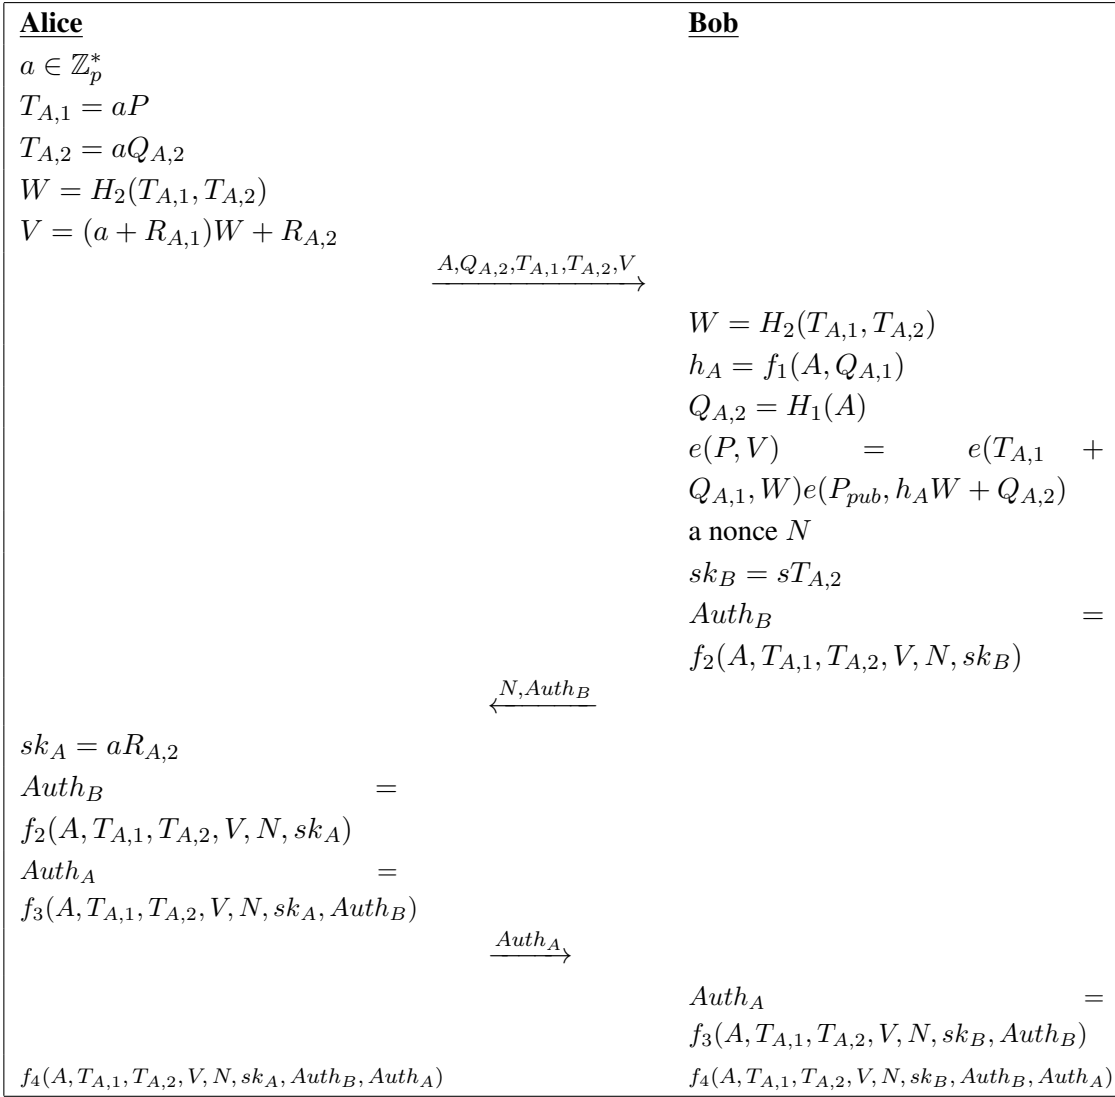 Alice Bob
a ∈ ℤ*_p
T_{A,1} = aP
T_{A,2} = aQ_{A,2}
W = H_2(T_{A,1}, T_{A,2})
V = (a + R_{A,1})W + R_{A,2}
A,Q_{A,2},T_{A,1},T_{A,2},V
W = H_2(T_{A,1}, T_{A,2})
h_A = f_1(A, Q_{A,1})
Q_{A,2} = H_1(A)
e(P, V) = e(T_{A,1} +
Q_{A,1}, W)e(P_{pub}, h_A W + Q_{A,2})
a nonce N
sk_B = sT_{A,2}
Auth_B =
f_2(A, T_{A,1}, T_{A,2}, V, N, sk_B)
N,Auth_B
sk_A = aR_{A,2}
Auth_B =
f_2(A, T_{A,1}, T_{A,2}, V, N, sk_A)
Auth_A =
f_3(A, T_{A,1}, T_{A,2}, V, N, sk_A, Auth_B)
Auth_A
Auth_A =
f_3(A, T_{A,1}, T_{A,2}, V, N, sk_B, Auth_B)
f_4(A, T_{A,1}, T_{A,2}, V, N, sk_A, Auth_B, Auth_A) f_4(A, T_{A,1}, T_{A,2}, V, N, sk_B, Auth_B, Auth_A)